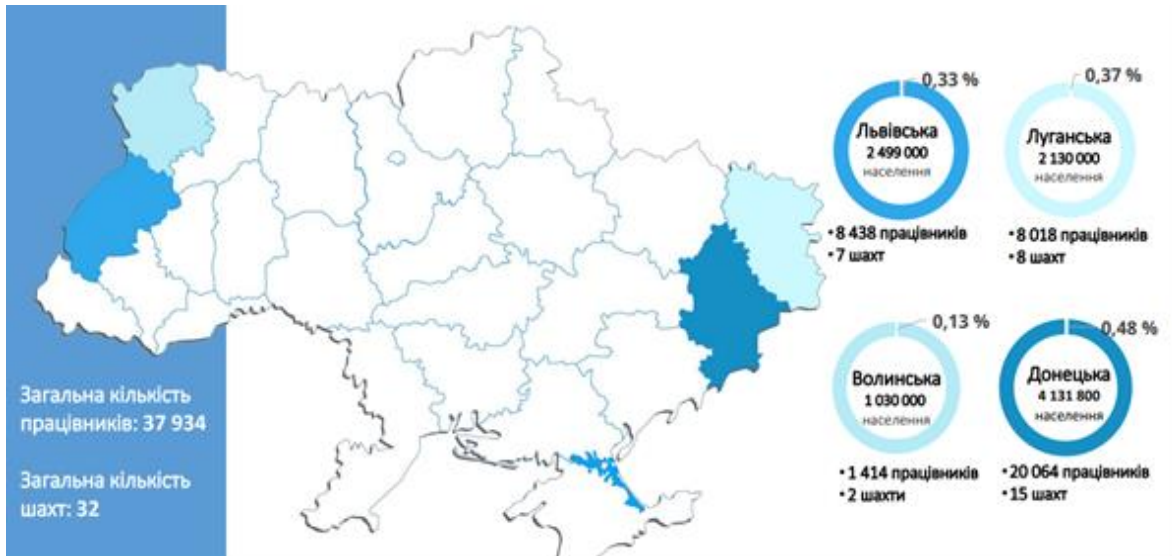 Загальна кількість
працівників: 37 934
Загальна кількість
шахт: 32
0,33 %
Львівська
2 499 000
населення
•8 438 працівників
•7 шахт
0,37 %
Луганська
2 130 000
населення
•8 018 працівників
•8 шахт
0,13 %
Волинська
1 030 000
населення
•1 414 працівників
•2 шахти
0,48 %
Донецька
4 131 800
населення
•20 064 працівників
•15 шахт